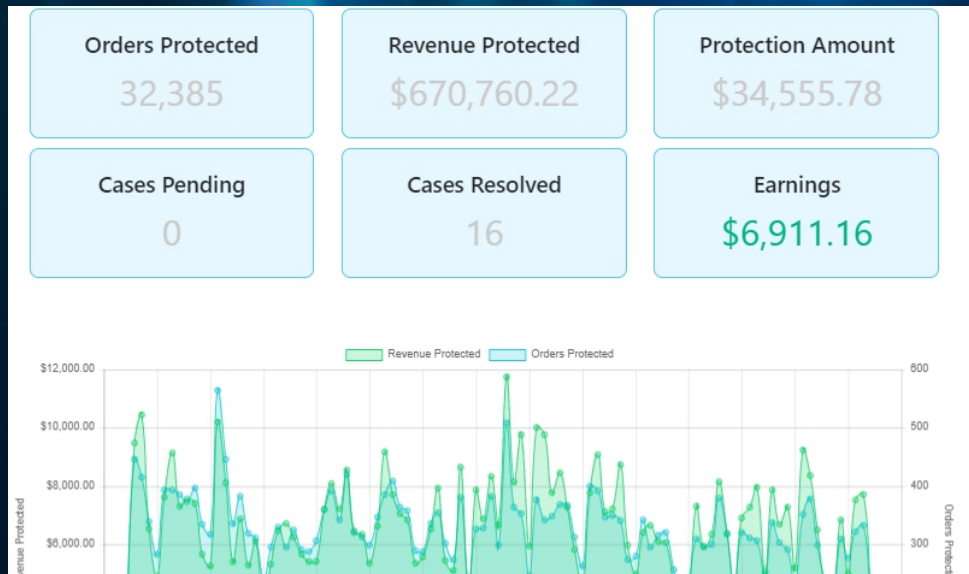 Orders Protected
32,385
Revenue Protected
$670,760.22
Protection Amount
$34,555.78
Cases Pending
0
Cases Resolved
16
Earnings
$6,911.16
Revenue Protected
Orders Protected
$12,000.00
$10,000.00
$8,000.00
$6,000.00
600
500
400
300
Protected
Orders